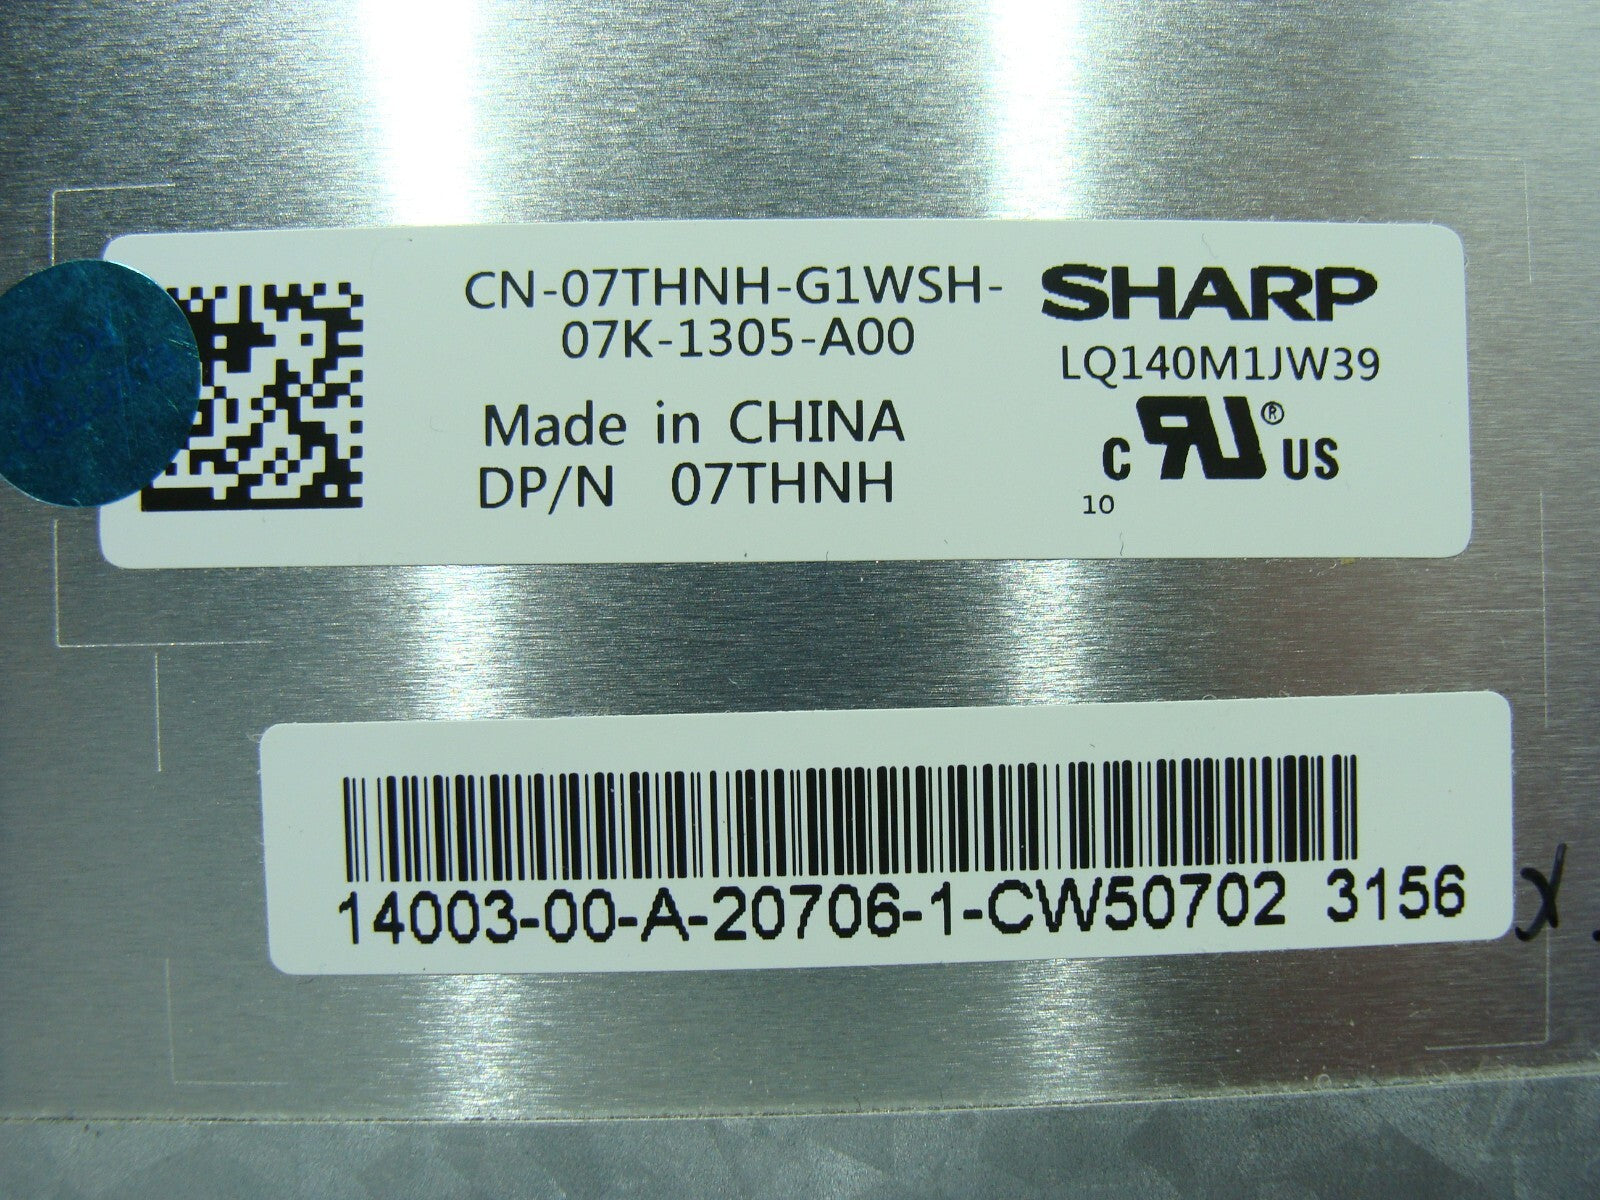 CN-07THNH-G1WSH-
07K-1305-A00
Made in CHINA
DP/N 07THNH
SHARP
LQ140M1JW39
C RU ® US
10
14003-00-A-20706-1-CW50702 3156
X